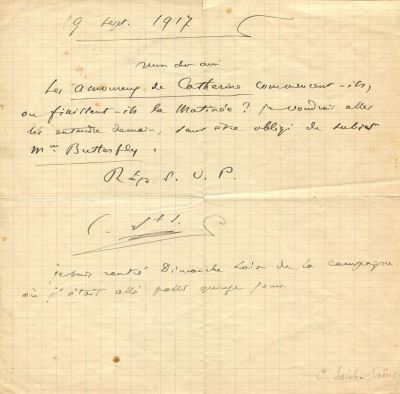 19 Sept. 1917
Mon cher ami
Les Amoureux de Catherine commencent-ils,
ou finissent-ils la Matinée ? Je voudrais aller
les entendre demain, sans être obligé de subir
Mme Butterfly.
Rép S. V. P.
C. St S.
je suis rentré Dimanche soir de la campagne
où j'étais allé passer quinze jours.
C. Saint-Saëns